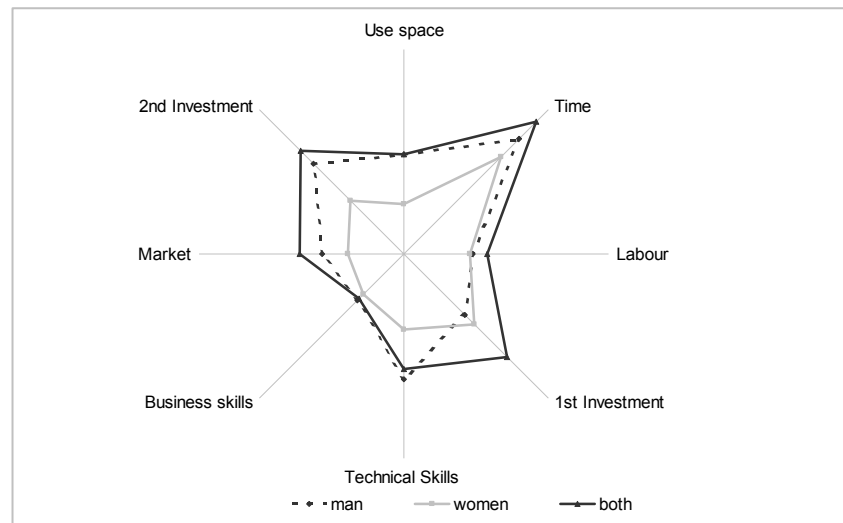 Use space
2nd Investment
Time
Market
Labour
Business skills
1st Investment
Technical Skills
man women both